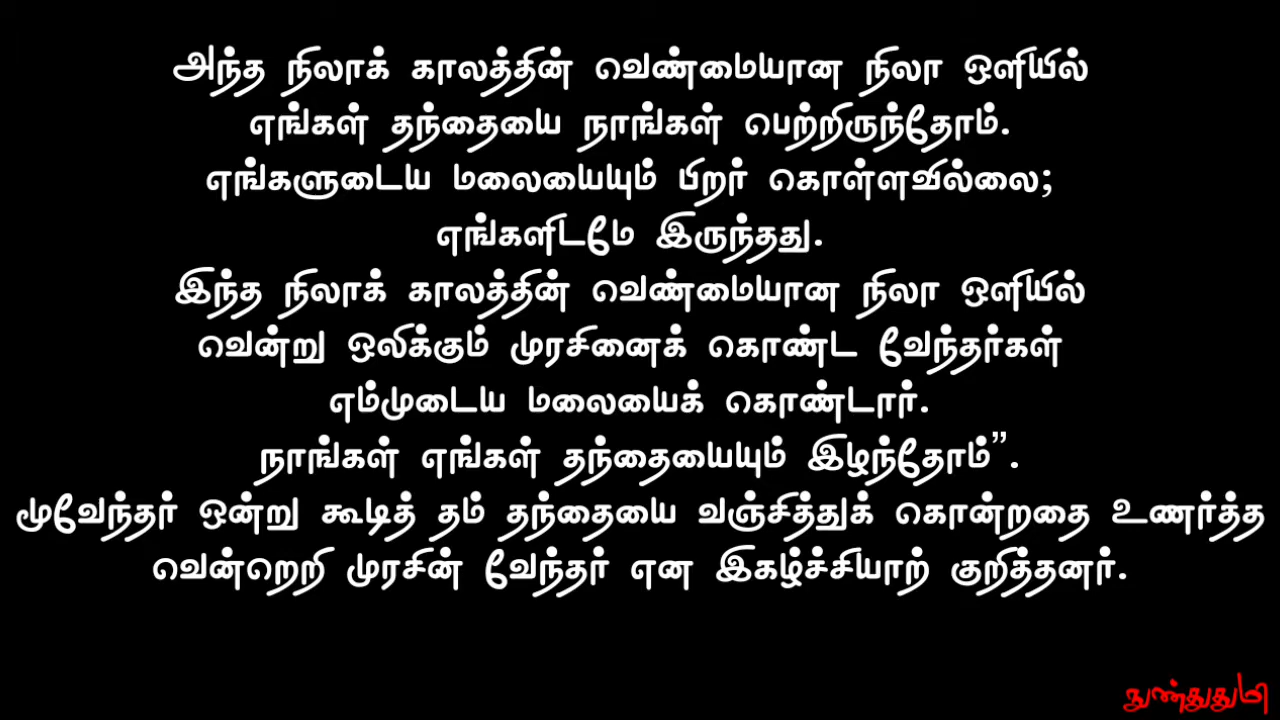 அந்த நிலாக் காலத்தின் வெண்மையான நிலா ஒளியில்
எங்கள் தந்தையை நாங்கள் பெற்றிருந்தோம்.
எங்களுடைய மலையையும் பிறர் கொள்ளவில்லை;
எங்களிடமே இருந்தது.
இந்த நிலாக் காலத்தின் வெண்மையான நிலா ஒளியில்
வென்று ஒலிக்கும் முரசினைக் கொண்ட வேந்தர்கள்
எம்முடைய மலையைக் கொண்டார்.
நாங்கள் எங்கள் தந்தையையும் இழந்தோம்”.
மூவேந்தர் ஒன்று கூடித் தம் தந்தையை வஞ்சித்துக் கொன்றதை உணர்த்த
வென்றெறி முரசின் வேந்தர் என இகழ்ச்சியாற் குறித்தனர்.
துண்துதுமி